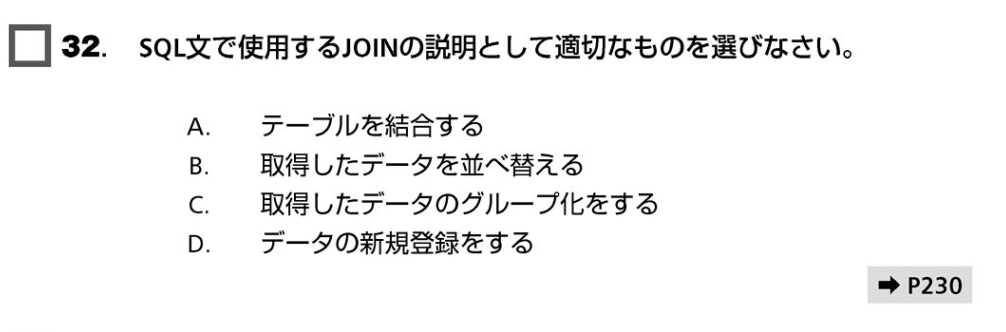 32. SQL文で使用するJOINの説明として適切なものを選びなさい。
A. テーブルを結合する
B. 取得したデータを並べ替える
C. 取得したデータのグループ化をする
D. データの新規登録をする
➡ P230